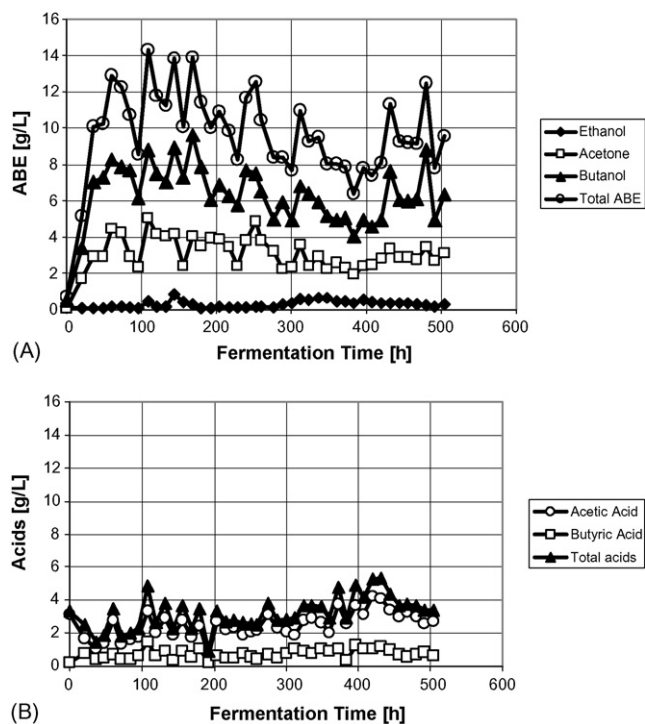 16
14
12
10
8
6
4
2
0
ABE [g/L]
0 100 200 300 400 500 600
Fermentation Time [h]
Ethanol
Acetone
Butanol
Total ABE
(A)
16
14
12
10
8
6
4
2
0
Acids [g/L]
0 100 200 300 400 500 600
Fermentation Time [h]
Acetic Acid
Butyric Acid
Total acids
(B)